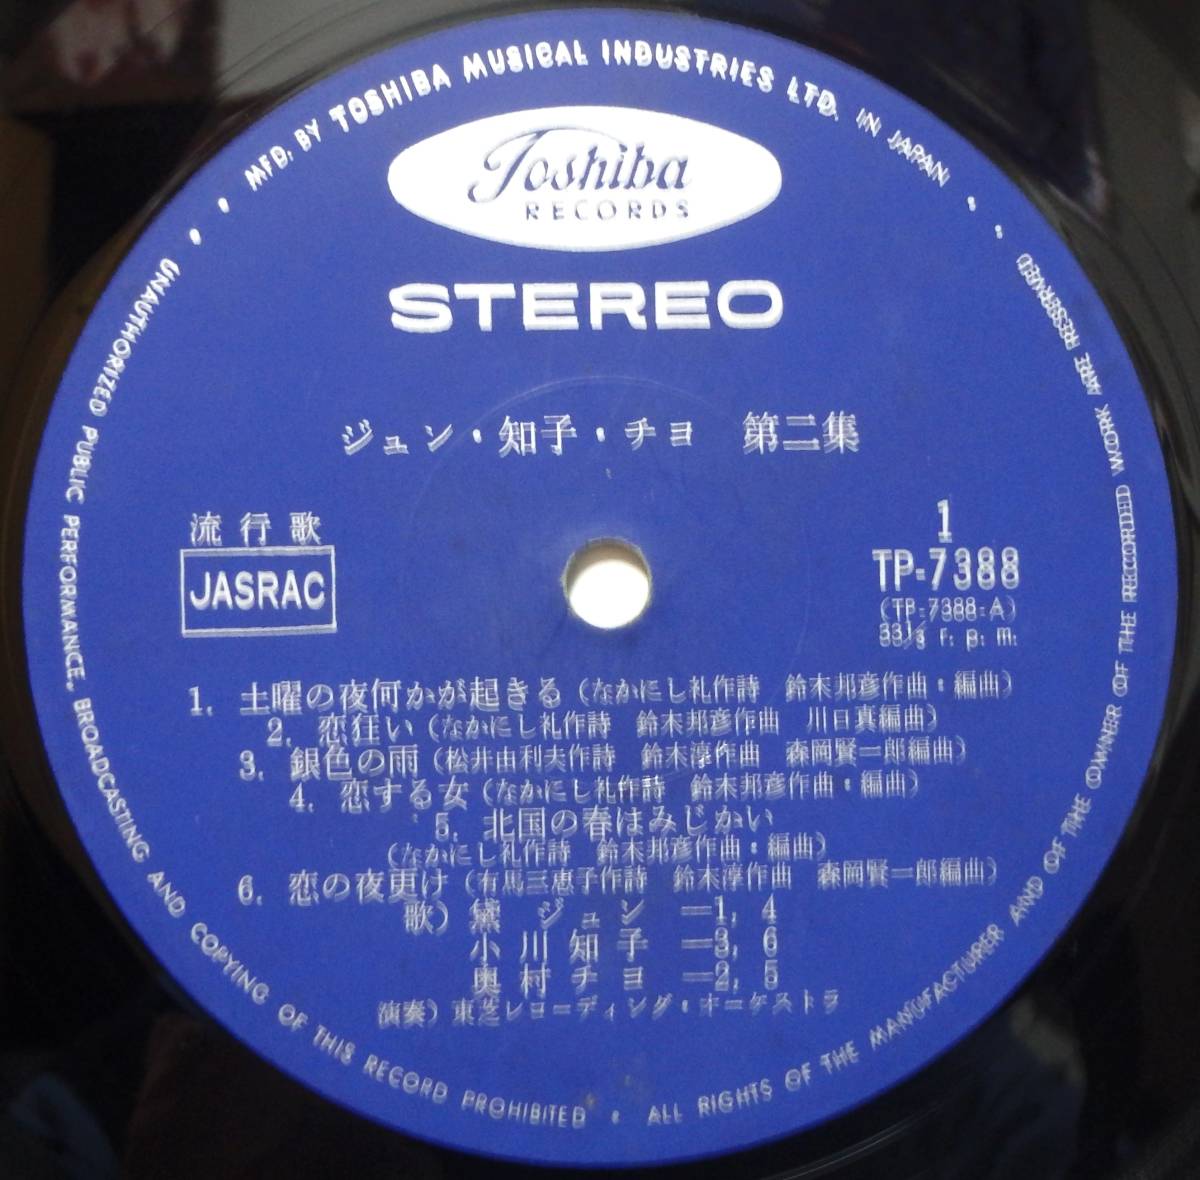 MFD. BY TOSHIBA MUSICAL INDUSTRIES LTD. IN JAPAN
Toshiba
RECORDS
STEREO
ジュン・知子・チヨ 第二集
流行歌
JASRAC
1
TP-7388
(TP-7388-A)
33⅓ r. p. m.
1. 土曜の夜何かが起きる(なかにし礼作詩 鈴木邦彦作曲・編曲)
2. 恋狂い(なかにし礼作詩 鈴木邦彦作曲 川口真編曲)
3. 銀色の雨(松井由利夫作詩 鈴木淳作曲 森岡賢一郎編曲)
4. 恋する女(なかにし礼作詩 鈴木邦彦作曲・編曲)
5. 北国の春はみじかい
(なかにし礼作詩 鈴木邦彦作曲・編曲)
6. 恋の夜更け(有馬三恵子作詩 鈴木淳作曲 森岡賢一郎編曲)
歌) 黛 ジュン —1, 4
小川知子 —3, 6
奥村チヨ —2, 5
演奏) 東芝レコーディング・オーケストラ
ALL RIGHTS OF THE MANUFACTURER AND OF THE OWNER OF THE RECORDED WORK ARE RESERVED
UNAUTHORIZED PUBLIC PERFORMANCE, BROADCASTING AND COPYING OF THIS RECORD PROHIBITED